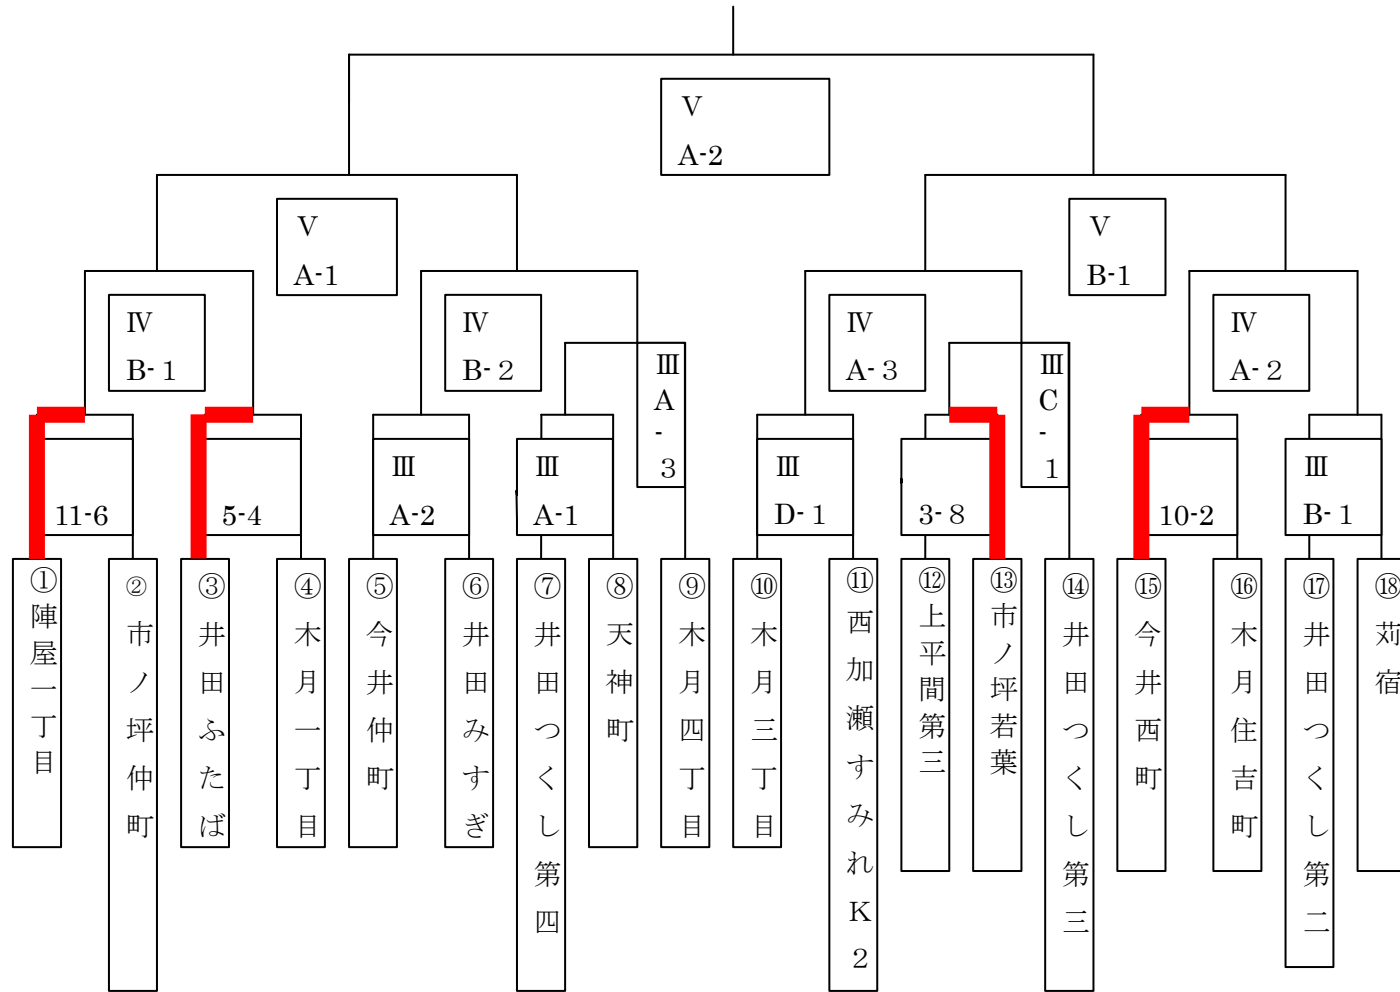 Ⅴ
A-2
Ⅴ
A-1
Ⅴ
B-1
Ⅳ
B-１
Ⅳ
B-２
Ⅳ
A-３
Ⅳ
A-２
Ⅲ
A
-
3
Ⅲ
C
-
1
11-6
5-4
Ⅲ
A-2
Ⅲ
A-1
Ⅲ
D-1
3-８
10-2
Ⅲ
B-1
①陣屋一丁目
②市ノ坪仲町
③井田ふたば
④木月一丁目
⑤今井仲町
⑥井田みすぎ
⑦井田つくし第四
⑧天神町
⑨木月四丁目
⑩木月三丁目
⑪西加瀬すみれＫ２
⑫上平間第三
⑬市ノ坪若葉
⑭井田つくし第三
⑮今井西町
⑯木月住吉町
⑰井田つくし第二
⑱苅宿